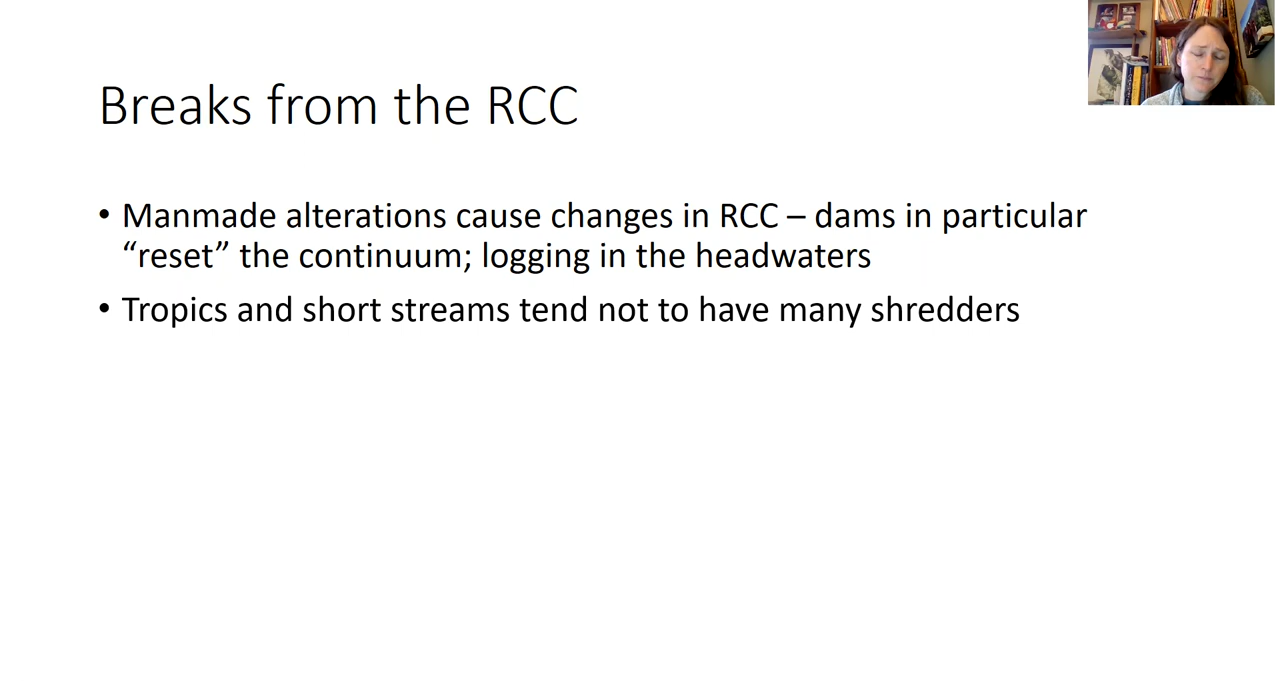 Breaks from the RCC
• Manmade alterations cause changes in RCC – dams in particular
“reset” the continuum; logging in the headwaters
• Tropics and short streams tend not to have many shredders